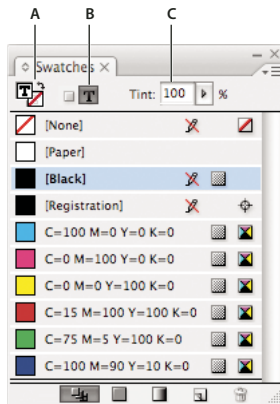 A B C
Swatches
T T Tint: 100 %
[None]
[Paper]
[Black]
[Registration]
C=100 M=0 Y=0 K=0
C=0 M=100 Y=0 K=0
C=0 M=0 Y=100 K=0
C=15 M=100 Y=100 K=0
C=75 M=5 Y=100 K=0
C=100 M=90 Y=10 K=0